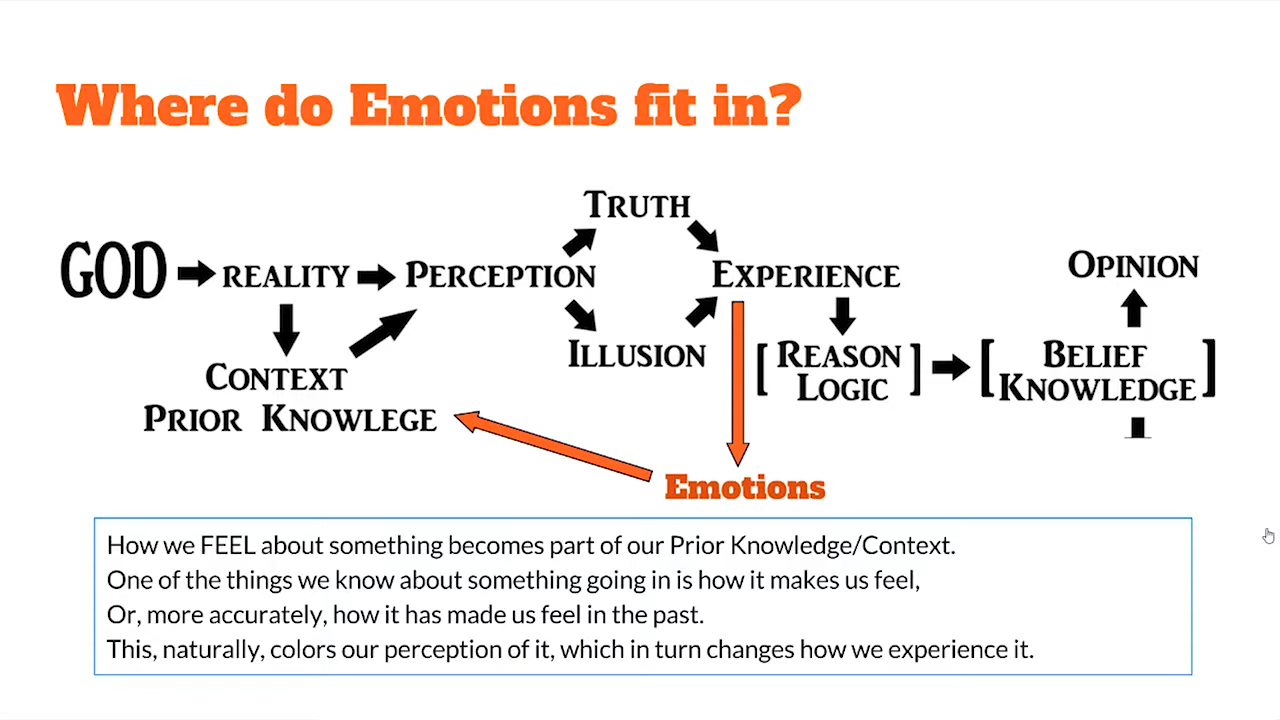 Where do Emotions fit in?
TRUTH
GOD REALITY PERCEPTION EXPERIENCE OPINION
ILLUSION [REASON LOGIC] [BELIEF KNOWLEDGE]
CONTEXT
PRIOR KNOWLEGE
Emotions
How we FEEL about something becomes part of our Prior Knowledge/Context.
One of the things we know about something going in is how it makes us feel,
Or, more accurately, how it has made us feel in the past.
This, naturally, colors our perception of it, which in turn changes how we experience it.